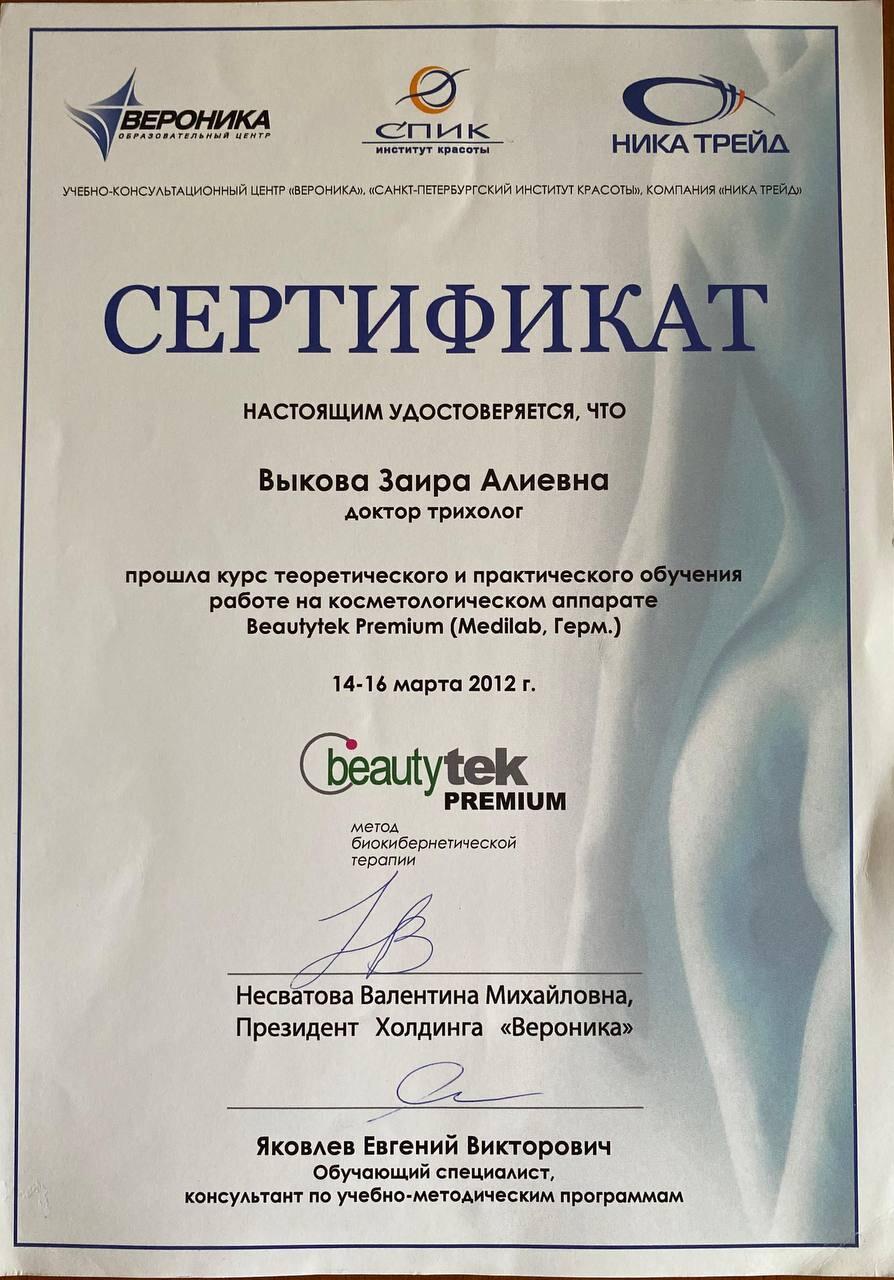 ВЕРОНИКА
ОБРАЗОВАТЕЛЬНЫЙ ЦЕНТР
СПИК
ИНСТИТУТ КРАСОТЫ
НИКА ТРЕЙД
УЧЕБНО-КОНСУЛЬТАЦИОННЫЙ ЦЕНТР «ВЕРОНИКА», «САНКТ-ПЕТЕРБУРГСКИЙ ИНСТИТУТ КРАСОТЫ», КОМПАНИЯ «НИКА ТРЕЙД»
СЕРТИФИКАТ
НАСТОЯЩИМ УДОСТОВЕРЯЕТСЯ, ЧТО
Выкова Заира Алиевна
доктор трихолог
прошла курс теоретического и практического обучения
работе на косметологическом аппарате
Beautytek Premium (Medilab, Герм.)
14-16 марта 2012 г.
beautytek
PREMIUM
метод
биокибернетической
терапии
Несватова Валентина Михайловна,
Президент Холдинга «Вероника»
Яковлев Евгений Викторович
Обучающий специалист,
консультант по учебно-методическим программам